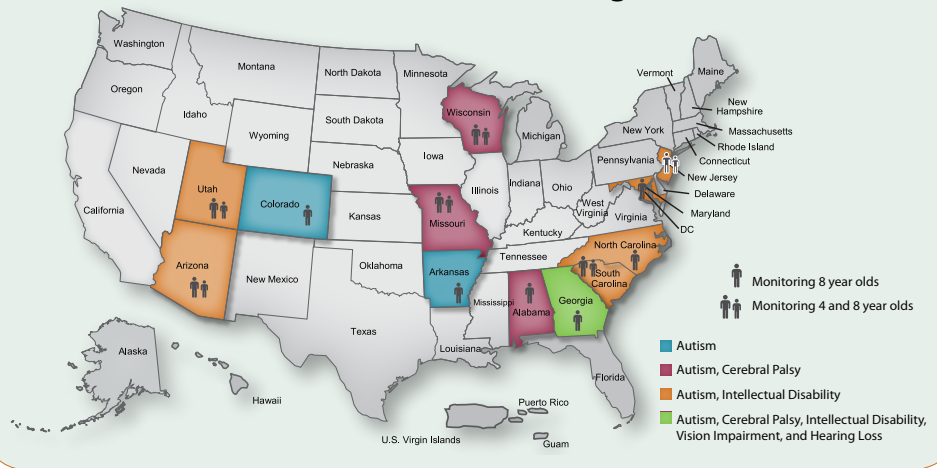 Washington
Oregon
California
Nevada
Idaho
Montana
Wyoming
Utah
Arizona
Colorado
New Mexico
North Dakota
South Dakota
Nebraska
Kansas
Oklahoma
Texas
Minnesota
Iowa
Missouri
Arkansas
Louisiana
Wisconsin
Illinois
Michigan
Indiana
Ohio
Kentucky
Tennessee
Mississippi
Alabama
Georgia
Florida
South
Carolina
North Carolina
Virginia
West
Virginia
Pennsylvania
New York
Vermont
Maine
New
Hampshire
Massachusetts
Rhode Island
Connecticut
New Jersey
Delaware
Maryland
DC
Alaska
Hawaii
U.S. Virgin Islands
Puerto Rico
Guam
Monitoring 8 year olds
Monitoring 4 and 8 year olds
Autism
Autism, Cerebral Palsy
Autism, Intellectual Disability
Autism, Cerebral Palsy, Intellectual Disability,
Vision Impairment, and Hearing Loss